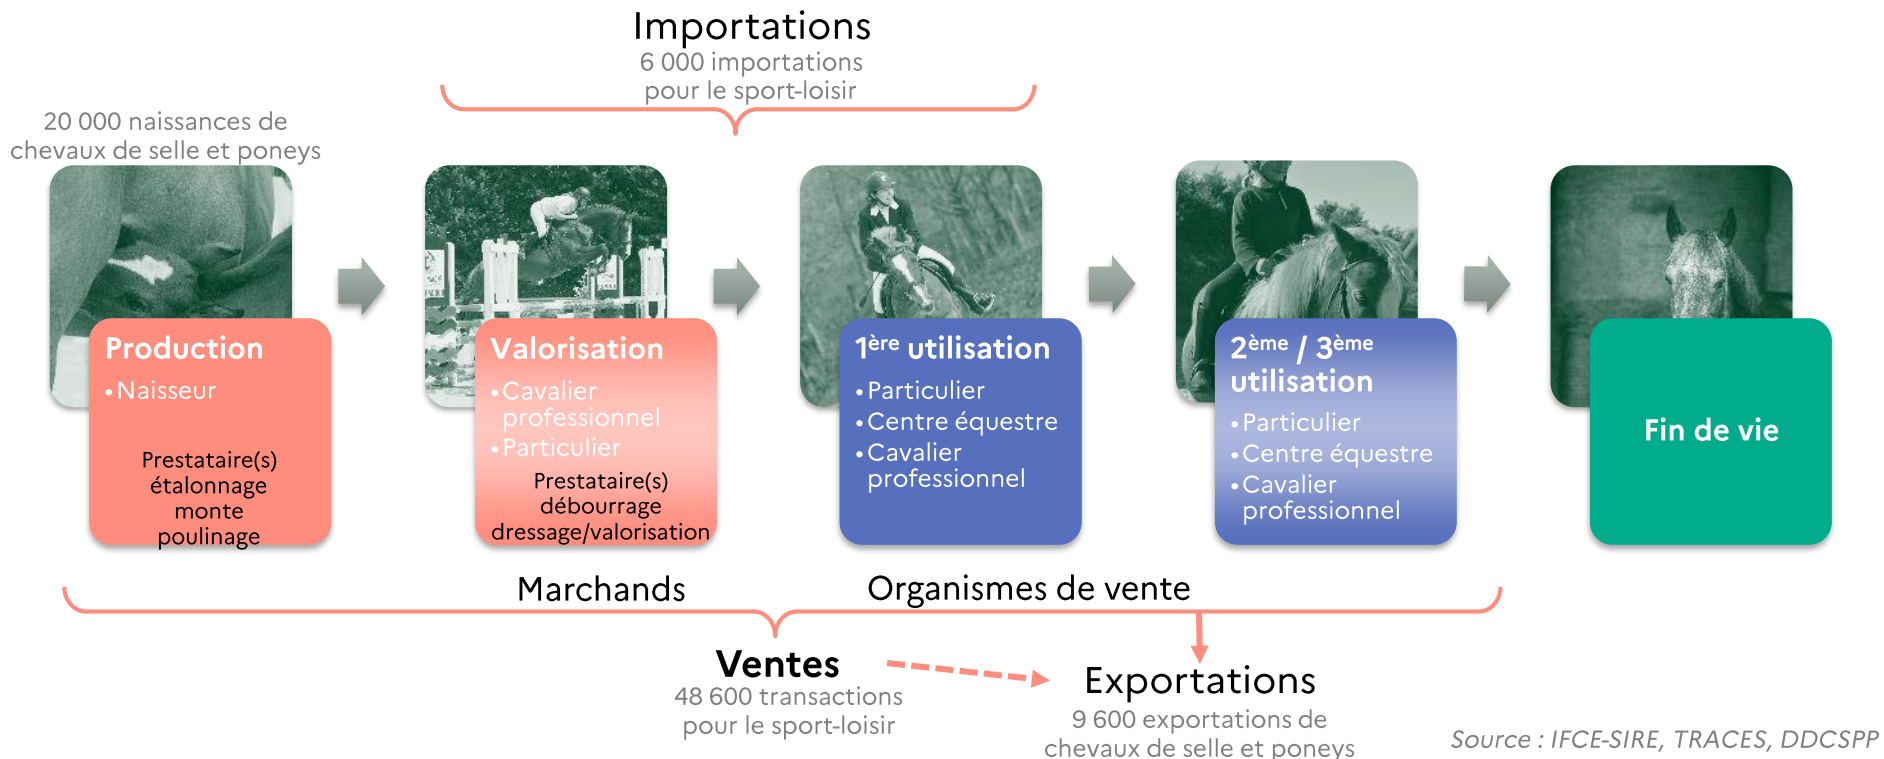 Importations
6 000 importations
pour le sport-loisir
20 000 naissances de
chevaux de selle et poneys
Production
• Naisseur
Prestataire(s)
étalonnage
monte
poulinage
Valorisation
• Cavalier
professionnel
• Particulier
Prestataire(s)
débourrage
dressage/valorisation
1ère utilisation
• Particulier
• Centre équestre
• Cavalier
professionnel
2ème / 3ème
utilisation
• Particulier
• Centre équestre
• Cavalier
professionnel
Fin de vie
Marchands
Organismes de vente
Ventes
48 600 transactions
pour le sport-loisir
Exportations
9 600 exportations de
chevaux de selle et poneys
Source : IFCE-SIRE, TRACES, DDCSPP